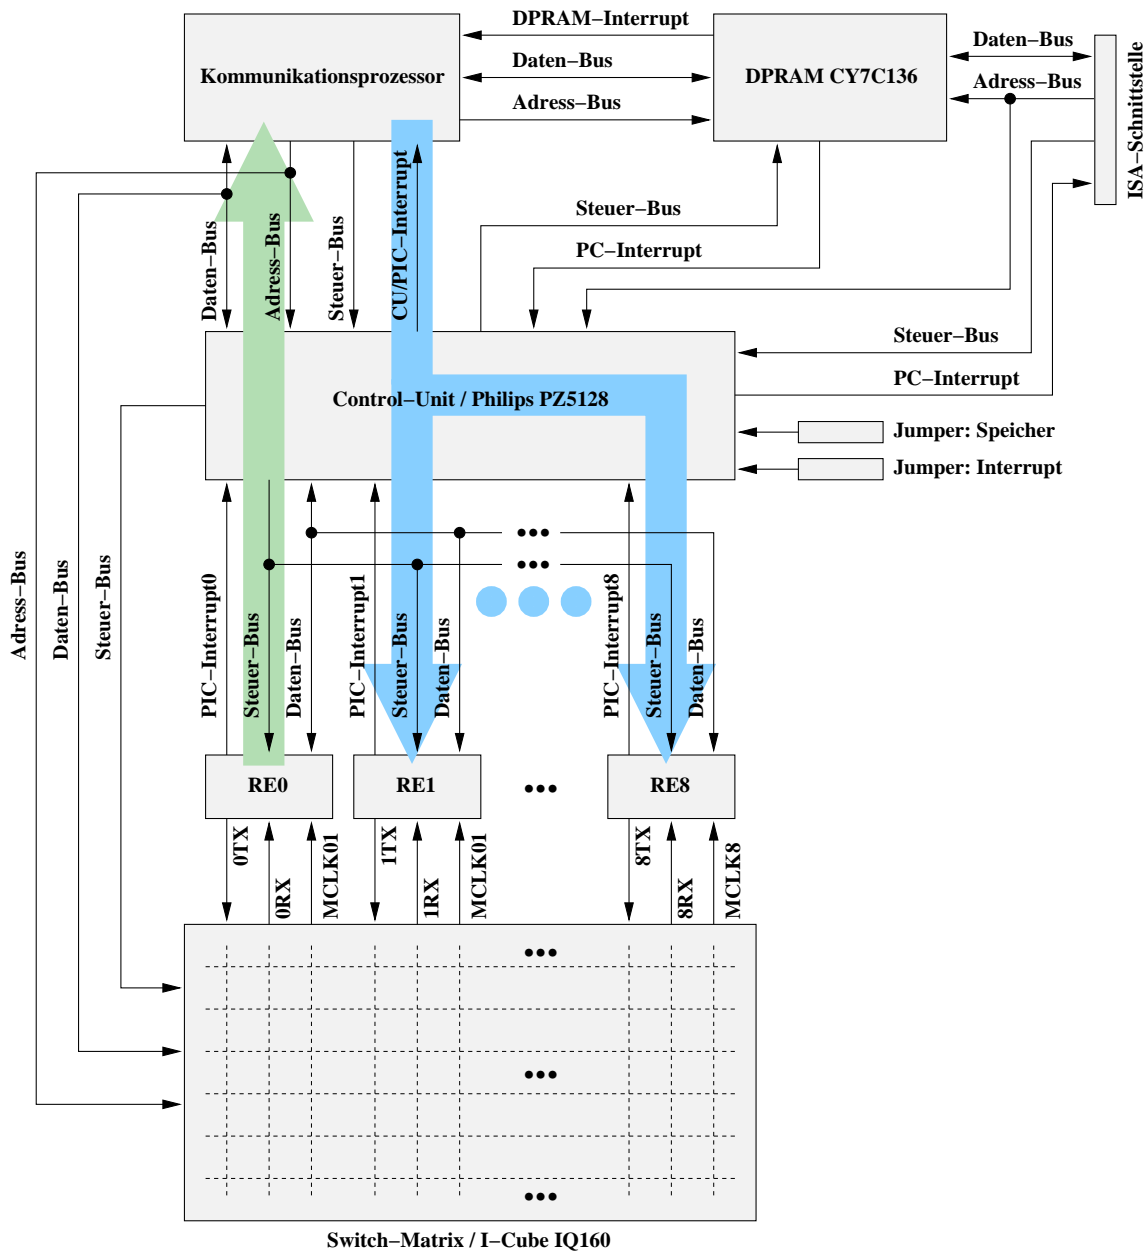 DPRAM–Interrupt
Kommunikationsprozessor
Daten–Bus
DPRAM CY7C136
Daten–Bus
Adress–Bus
Adress–Bus
ISA–Schnittstelle
Daten–Bus
Adress–Bus
Steuer–Bus
CU/PIC–Interrupt
Steuer–Bus
PC–Interrupt
Steuer–Bus
PC–Interrupt
Control–Unit / Philips PZ5128
Jumper: Speicher
Jumper: Interrupt
Adress–Bus
Daten–Bus
Steuer–Bus
PIC–Interrupt0
Steuer–Bus
Daten–Bus
PIC–Interrupt1
Steuer–Bus
Daten–Bus
PIC–Interrupt8
Steuer–Bus
Daten–Bus
RE0
RE1
RE8
0TX
0RX
MCLK01
1TX
1RX
MCLK01
8TX
8RX
MCLK8
Switch–Matrix / I–Cube IQ160